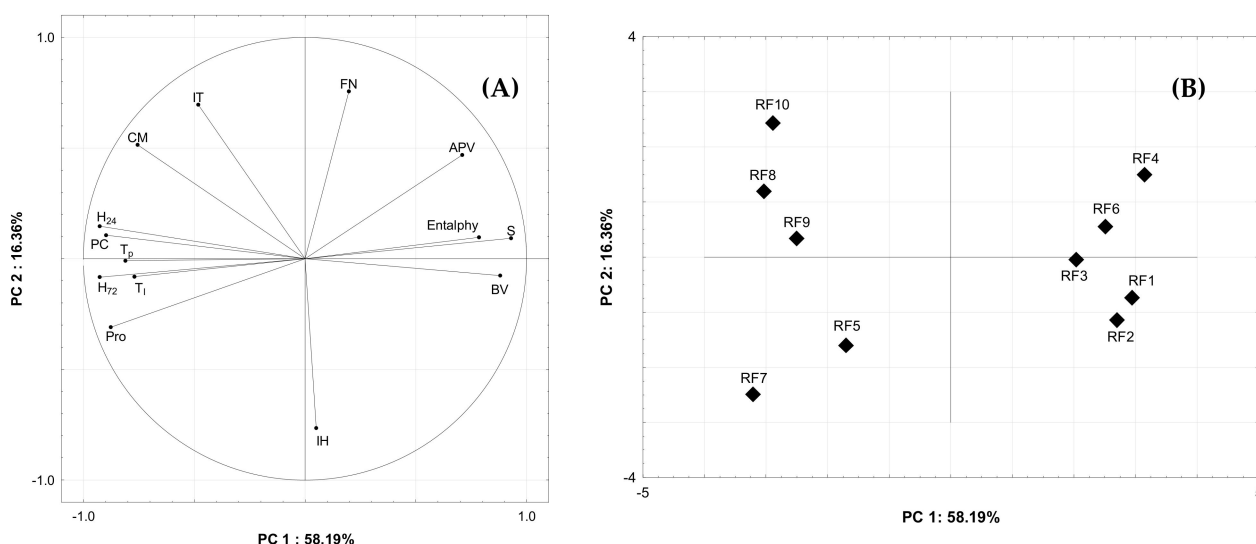 1.0
(A)
FN
IT
CM
APV
H24
PC
Tp
Entalphy
S
H72
TI
BV
Pro
IH
-1.0
-1.0
1.0
PC 2 : 16.36%
PC 1 : 58.19%
4
(B)
RF10
RF4
RF8
RF6
RF9
RF3
RF1
RF2
RF5
RF7
-4
-5
PC 2: 16.36%
PC 1: 58.19%